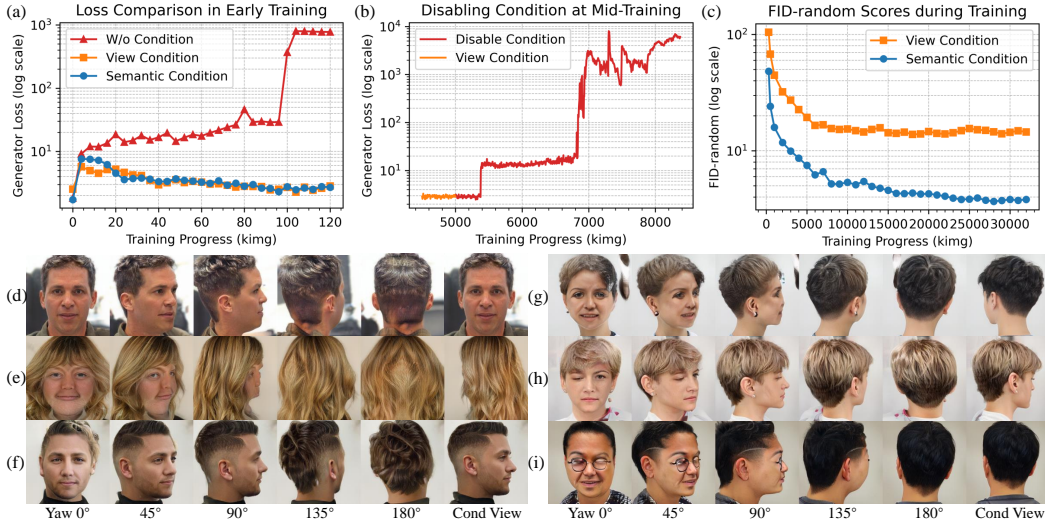 (a) Loss Comparison in Early Training
Generator Loss (log scale)
10³
10²
10¹
W/o Condition
View Condition
Semantic Condition
0 20 40 60 80 100 120
Training Progress (kimg)
(b) Disabling Condition at Mid-Training
Generator Loss (log scale)
10⁴
10³
10²
10¹
Disable Condition
View Condition
5000 6000 7000 8000
Training Progress (kimg)
(c) FID-random Scores during Training
FID-random (log scale)
10²
10¹
View Condition
Semantic Condition
0 5000 10000 15000 20000 25000 30000
Training Progress (kimg)
(d)
(e)
(f)
Yaw 0° 45° 90° 135° 180° Cond View
(g)
(h)
(i)
Yaw 0° 45° 90° 135° 180° Cond View